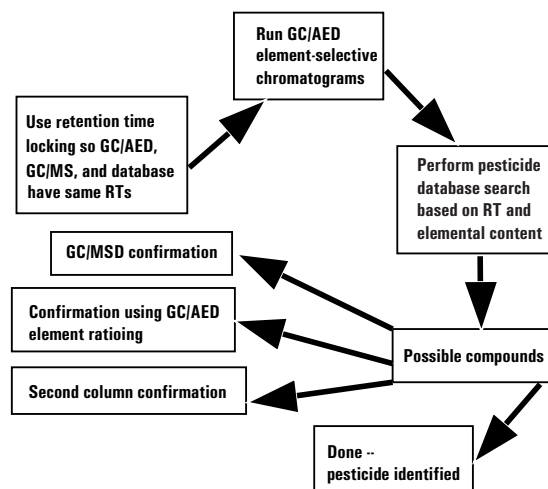 Run GC/AED
element-selective
chromatograms
Use retention time
locking so GC/AED,
GC/MS, and database
have same RTs
Perform pesticide
database search
based on RT and
elemental content
GC/MSD confirmation
Confirmation using GC/AED
element ratioing
Possible compounds
Second column confirmation
Done --
pesticide identified